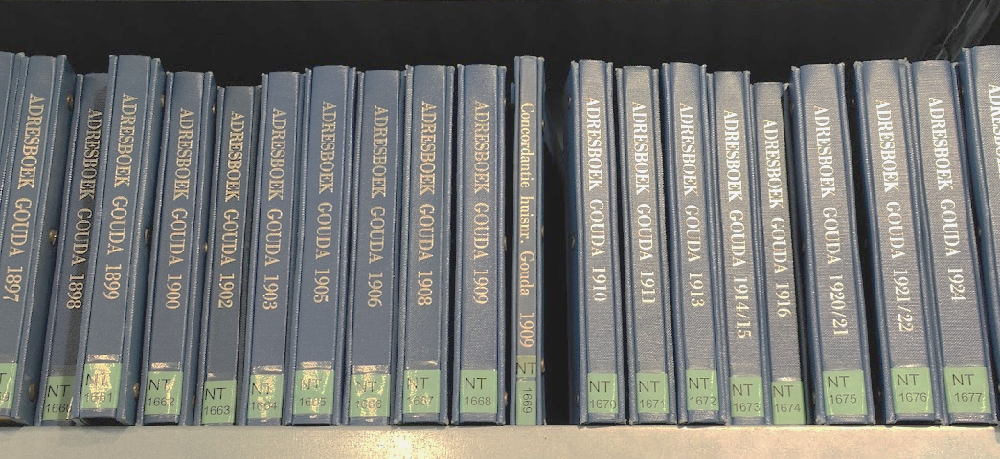 ADRESBOEK GOUDA 1897
ADRESBOEK GOUDA 1898
NT
ADRESBOEK GOUDA 1899
NT
1661
ADRESBOEK GOUDA 1900
NT
1662
ADRESBOEK GOUDA 1902
NT
1663
ADRESBOEK GOUDA 1903
NT
1664
ADRESBOEK GOUDA 1905
NT
1665
ADRESBOEK GOUDA 1906
NT
1666
ADRESBOEK GOUDA 1908
NT
1667
ADRESBOEK GOUDA 1909
NT
1668
Concordantie huisnr. Gouda 1909
NT
1669
ADRESBOEK GOUDA 1910
NT
1670
ADRESBOEK GOUDA 1911
NT
1671
ADRESBOEK GOUDA 1913
NT
1672
ADRESBOEK GOUDA 1914/15
NT
1673
ADRESBOEK GOUDA 1916
NT
1674
ADRESBOEK GOUDA 1920/21
NT
1675
ADRESBOEK GOUDA 1921/22
NT
1676
ADRESBOEK GOUDA 1924
NT
1677